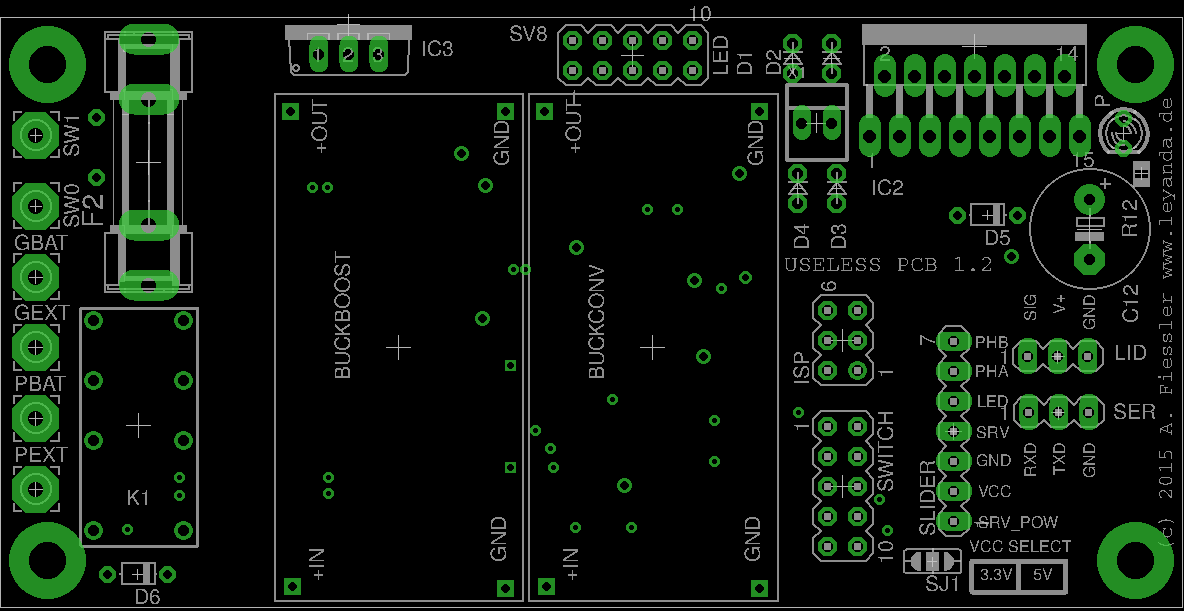 10
SV8
LED
D1
D2
X1
1 2 3
IC3
2
14
P
SW1
+OUT
GND
+OUT
GND
1
15
IC2
SW0
F2
D4
D3
D5
+
R12
GBAT
USELESS PCB 1.2
GEXT
BUCKBOOST
BUCKCONV
6
ISP
1
SIG
V+
GND
C12
7
PHB
PHA
LED
SRV
GND
VCC
SRV_POW
SLIDER
1
LID
1
SER
RXD
TXD
GND
PBAT
PEXT
K1
1
SWITCH
10
+IN
GND
+IN
GND
VCC SELECT
3.3V
5V
SJ1
D6
(c) 2015 A. Fiessler www.leyanda.de